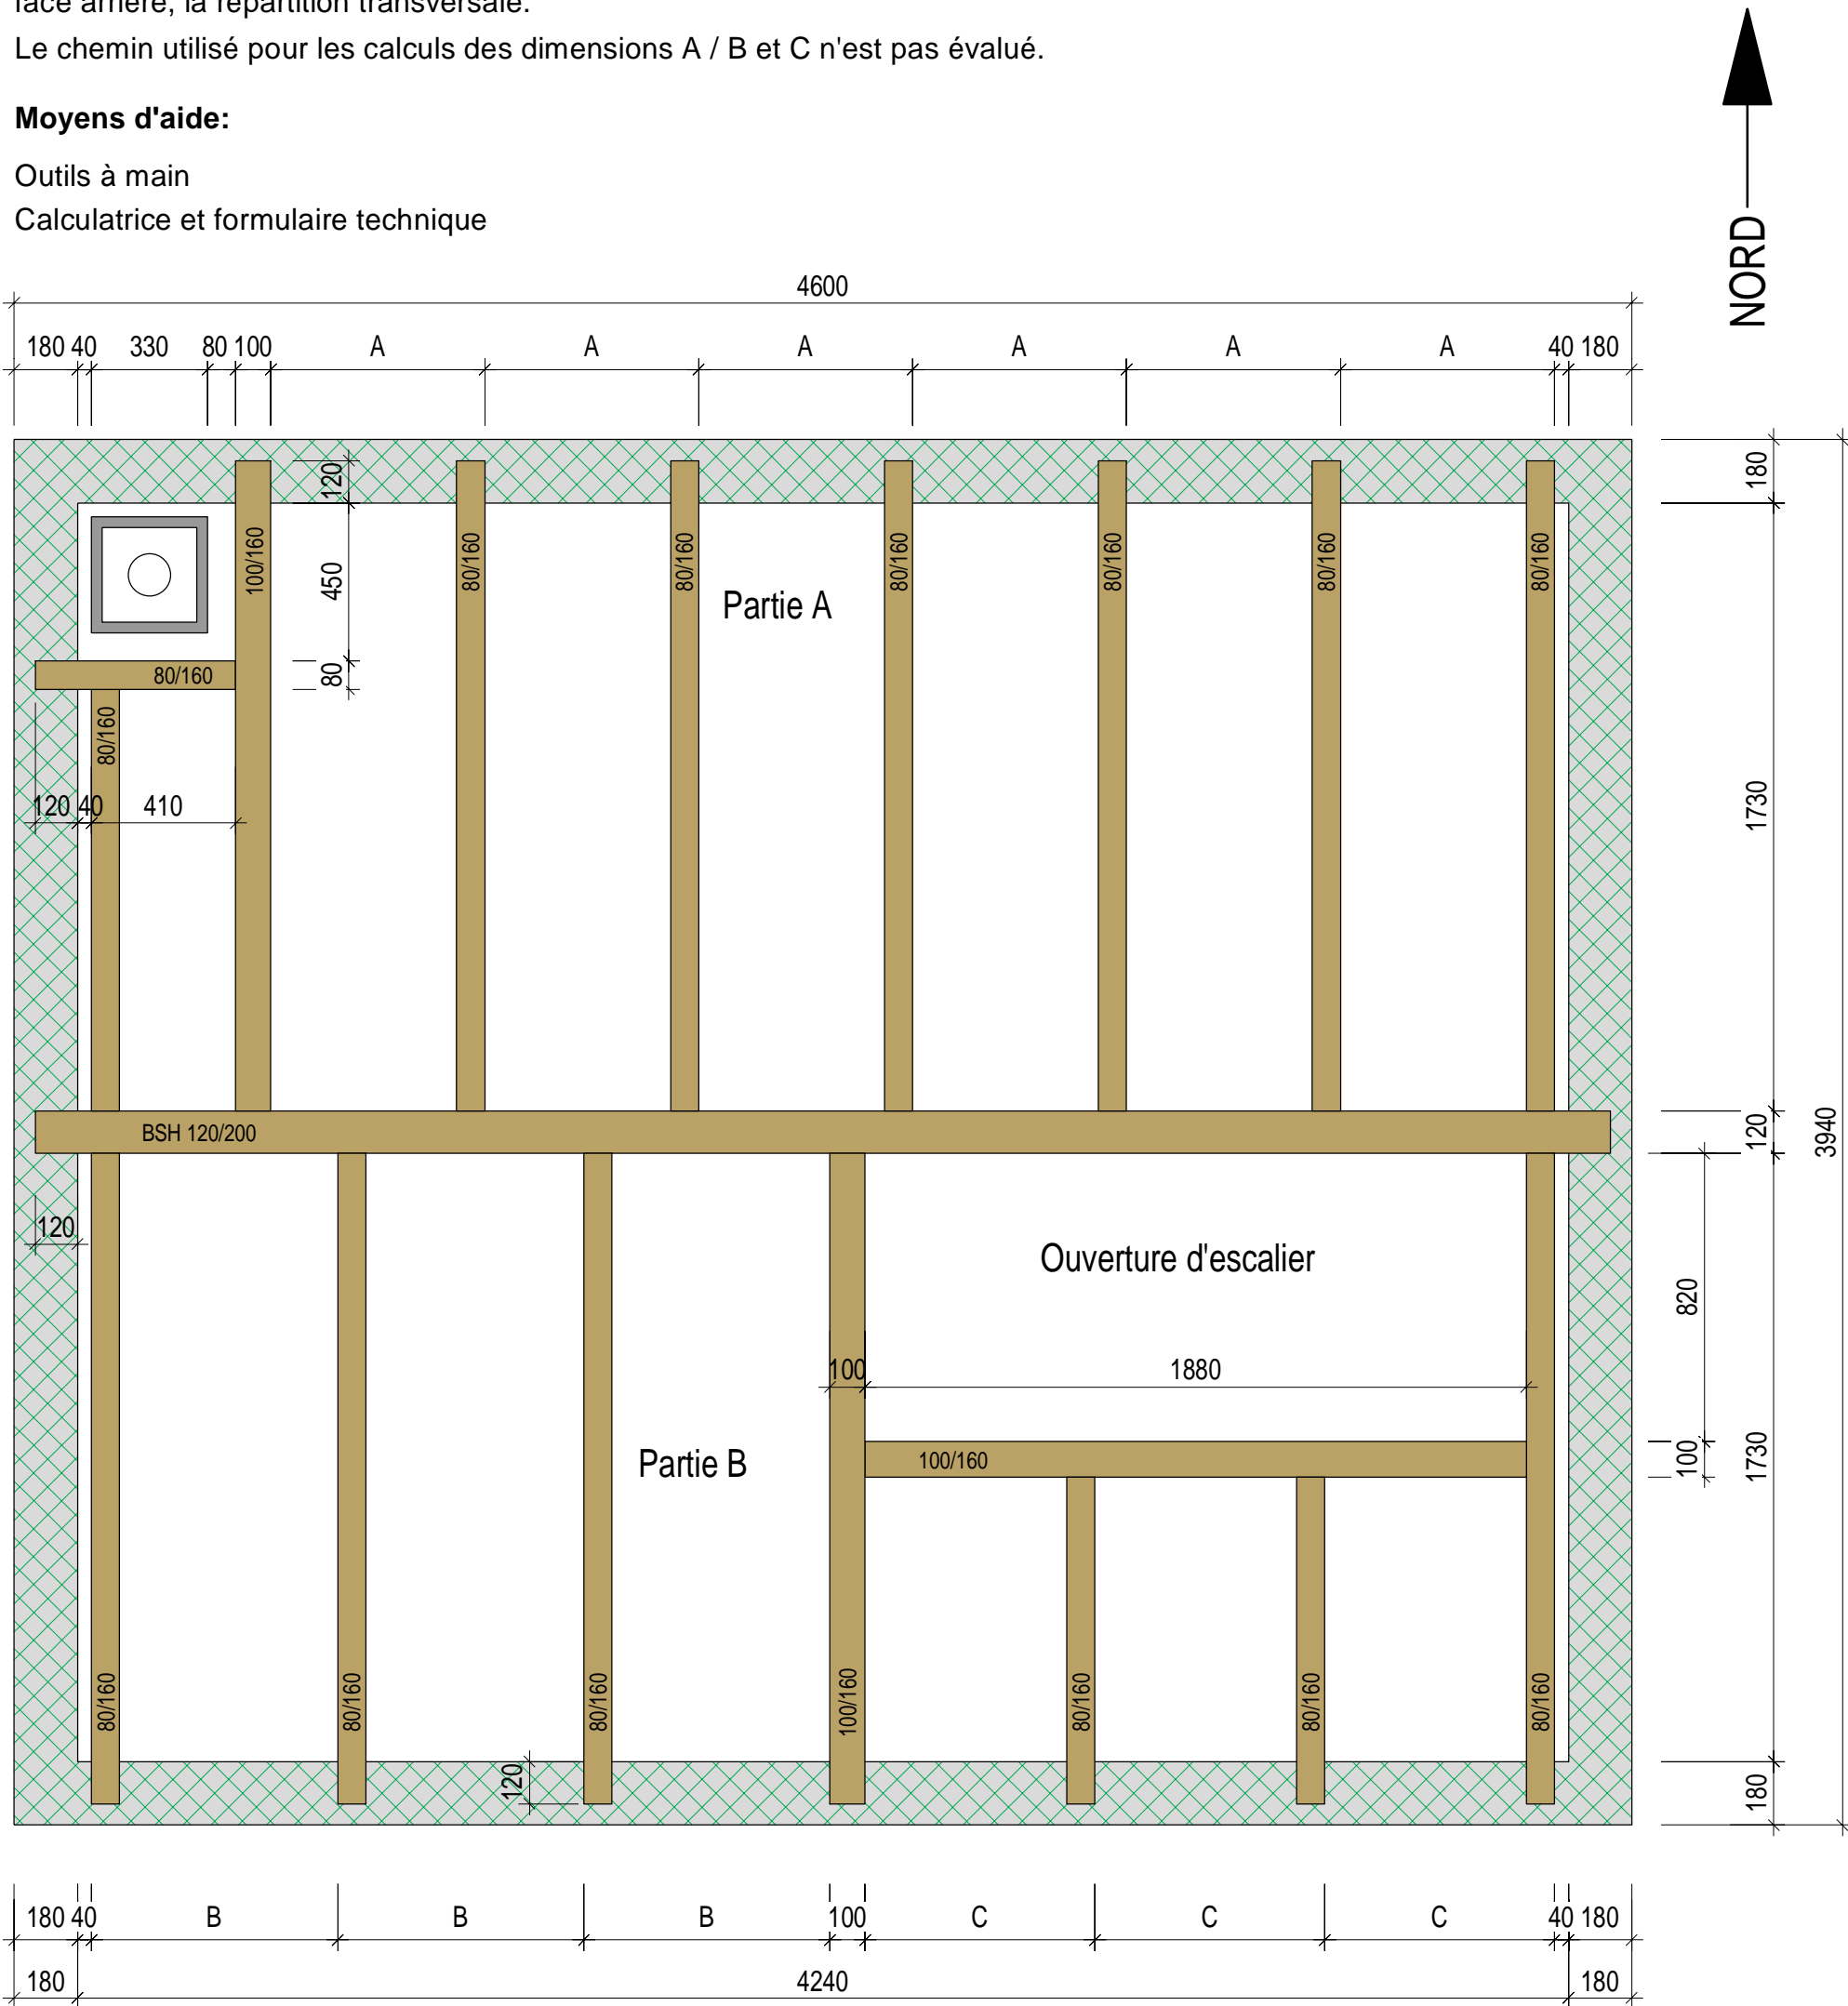 face arrière, la répartition transversale.
Le chemin utilisé pour les calculs des dimensions A / B et C n'est pas évalué.
Moyens d'aide:
Outils à main
Calculatrice et formulaire technique
NORD
4600
180 40 330 80 100 A A A A A A 40 180
120
180
450
100/160
80/160
80/160
80/160
80/160
80/160
80/160
Partie A
80/160
80
80/160
120 40 410
1730
BSH 120/200
120
3940
120
Ouverture d'escalier
820
100 1880
Partie B
100/160
100
1730
80/160
80/160
80/160
100/160
80/160
80/160
80/160
120
180
180 40 B B B 100 C C C 40 180
180 4240 180